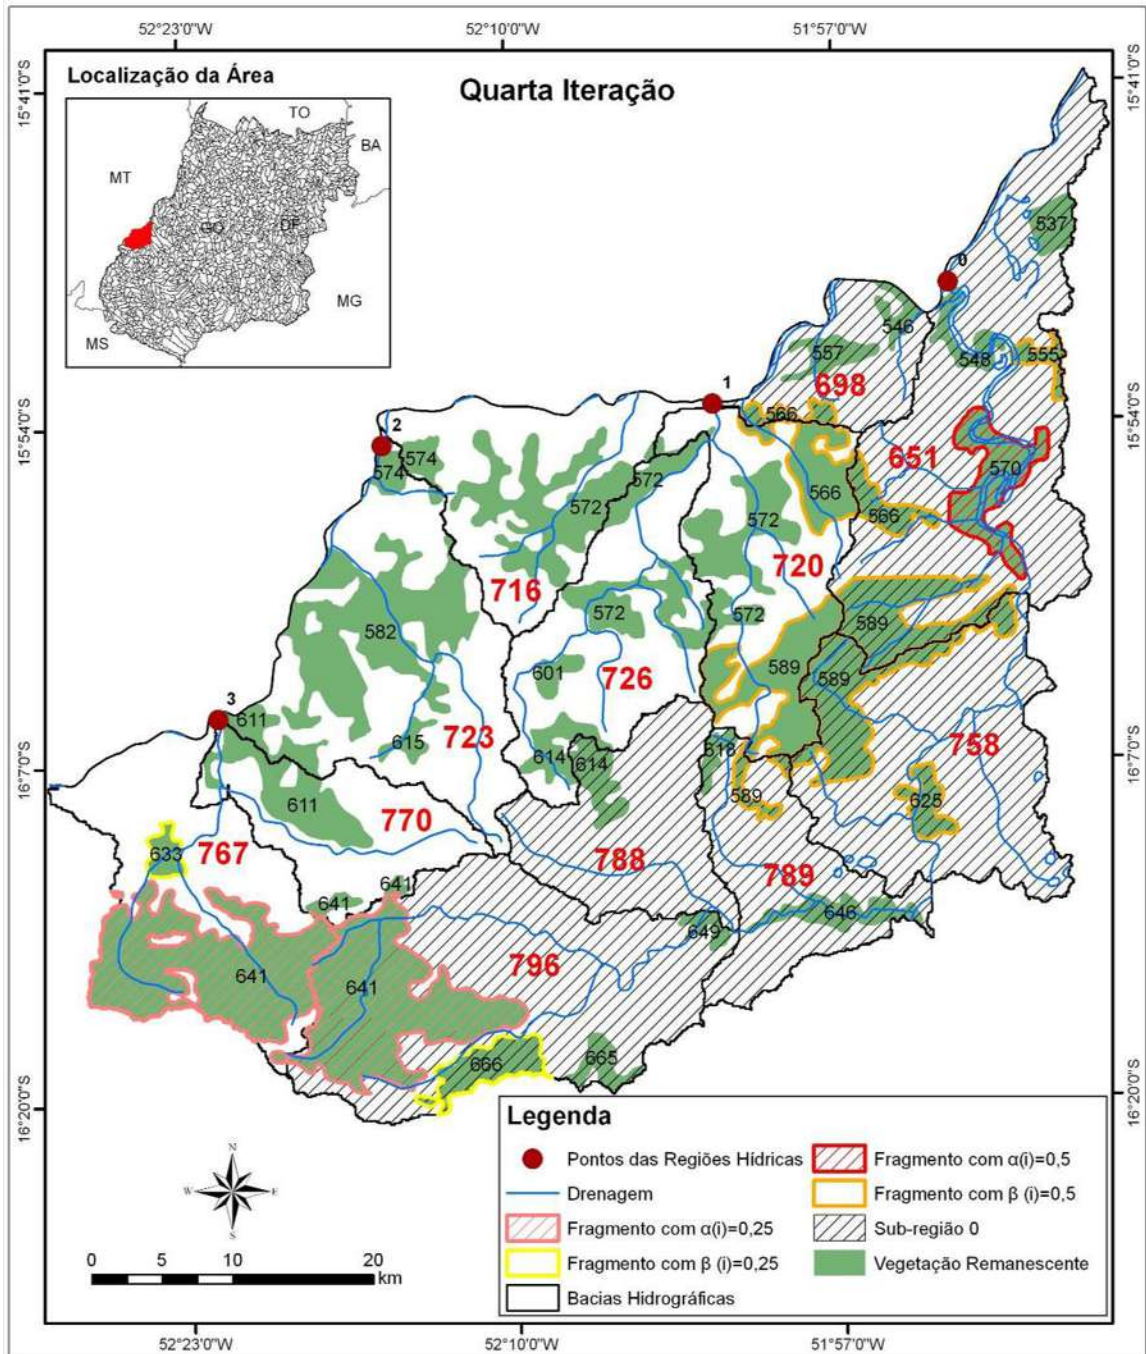 52°23'0"W 52°10'0"W 51°57'0"W
Localização da Área
Quarta Iteração
15°41'0"S 15°41'0"S
TO
BA
MT
GO DF
MG
MS
537
0
546
557
548 555
698
1
566
15°54'0"S 15°54'0"S
2
651
574
570
574
572
572
566
566
572
716
720
572
572
582
589
601
589
589
726
3
611
615
723
518
758
614
614
16°7'0"S 16°7'0"S
589
611
770
625
633
767
788
789
641
641
646
649
796
641
641
666
665
16°20'0"S 16°20'0"S
Legenda
Pontos das Regiões Hídricas
Drenagem
Fragmento com α(i)=0,25
Fragmento com β (i)=0,25
Bacias Hidrográficas
Fragmento com α(i)=0,5
Fragmento com β (i)=0,5
Sub-região 0
Vegetação Remanescente
N
W E
S
0 5 10 20
km
52°23'0"W 52°10'0"W 51°57'0"W